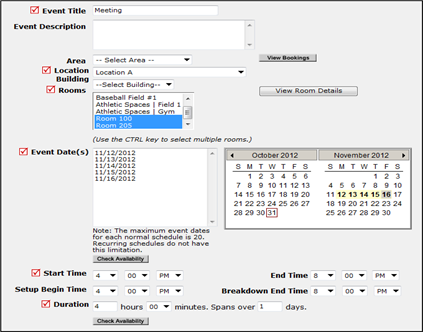 Event Title Meeting
Event Description
Area -- Select Area -- View Bookings
Location Location A
Building --Select Building--
Rooms Baseball Field #1
Athletic Spaces | Field 1
Athletic Spaces | Gym
Room 100
Room 205
View Room Details
(Use the CTRL key to select multiple rooms.)
Event Date(s) 11/12/2012
11/13/2012
11/14/2012
11/15/2012
11/16/2012
October 2012
S M T W T F S
1 2 3 4 5 6
7 8 9 10 11 12 13
14 15 16 17 18 19 20
21 22 23 24 25 26 27
28 29 30 31
November 2012
S M T W T F S
1 2 3
4 5 6 7 8 9 10
11 12 13 14 15 16 17
18 19 20 21 22 23 24
25 26 27 28 29 30
Note: The maximum event dates
for each normal schedule is 20.
Recurring schedules do not have
this limitation.
Check Availability
Start Time 4 00 PM End Time 8 00 PM
Setup Begin Time 4 00 PM Breakdown End Time 8 00 PM
Duration 4 hours 00 minutes. Spans over 1 days.
Check Availability